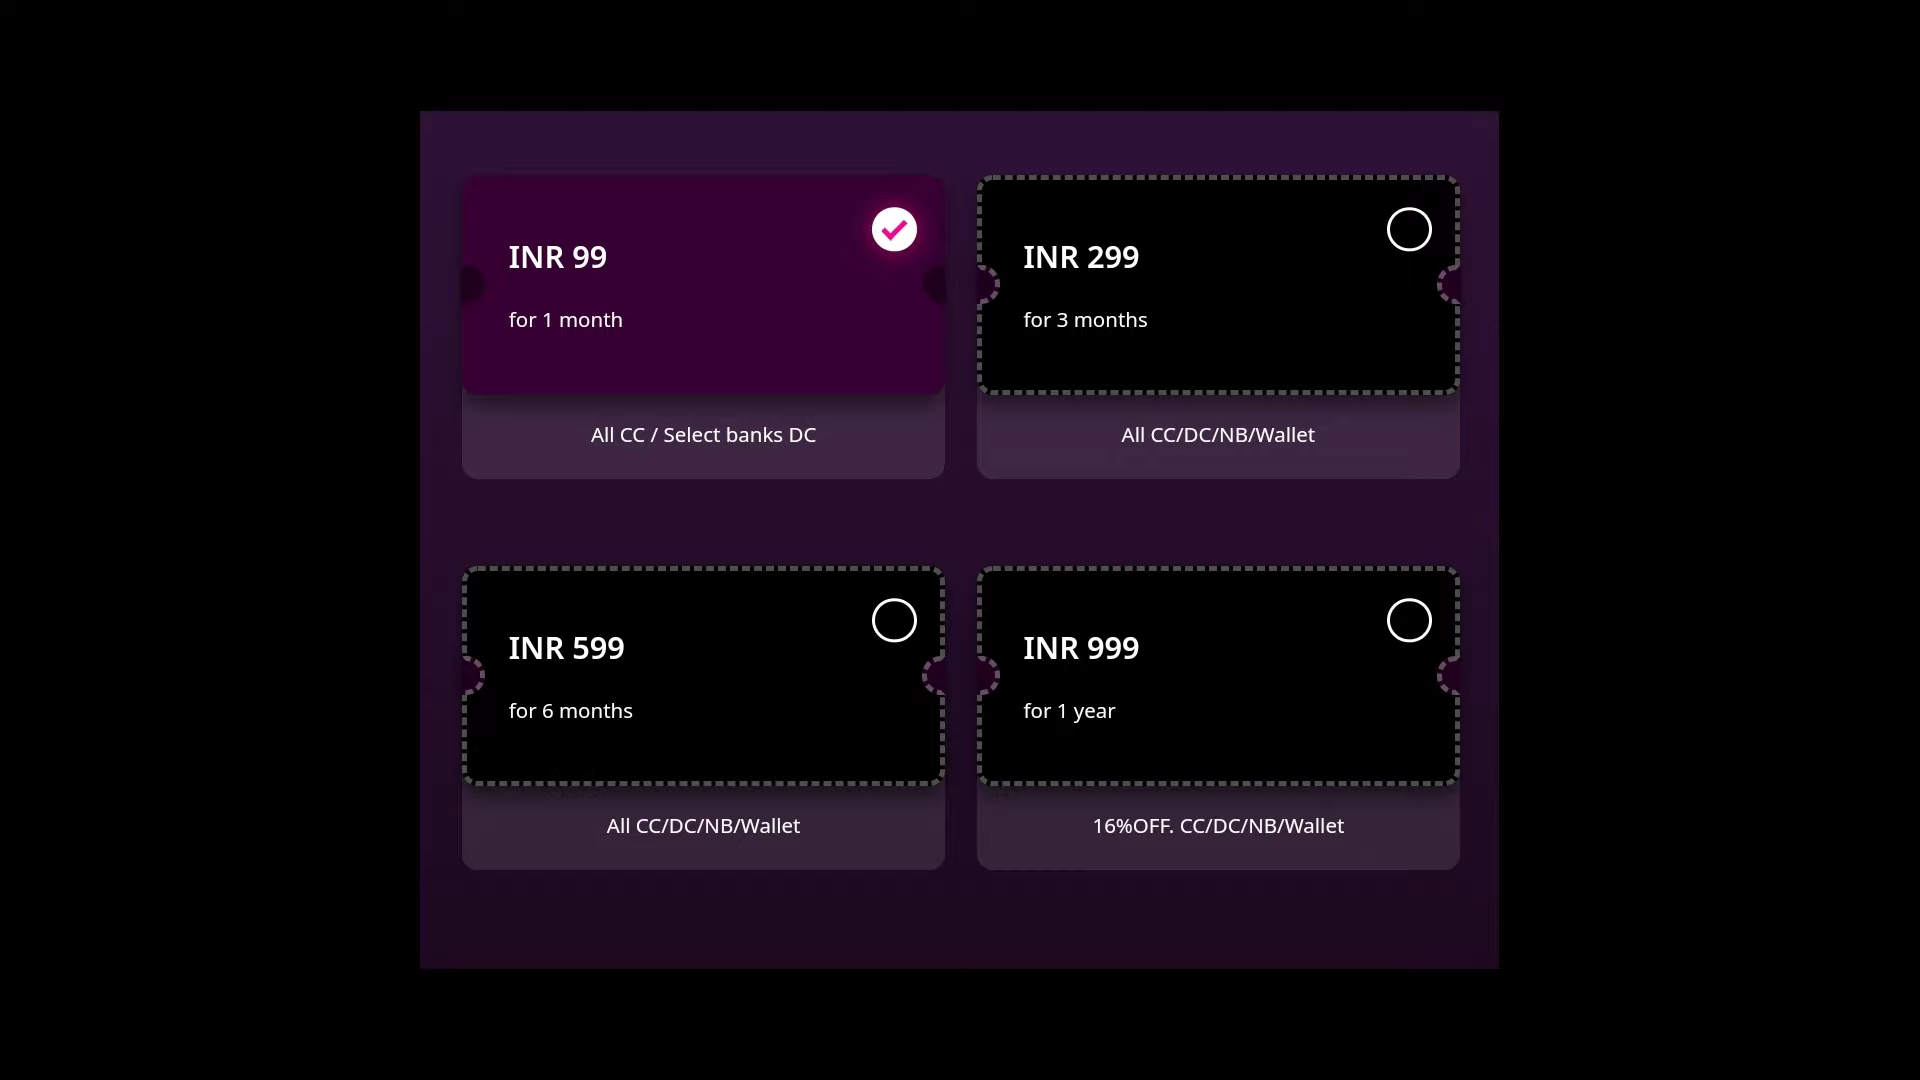 INR 99
for 1 month
All CC / Select banks DC
INR 299
for 3 months
All CC/DC/NB/Wallet
INR 599
for 6 months
All CC/DC/NB/Wallet
INR 999
for 1 year
16%OFF. CC/DC/NB/Wallet